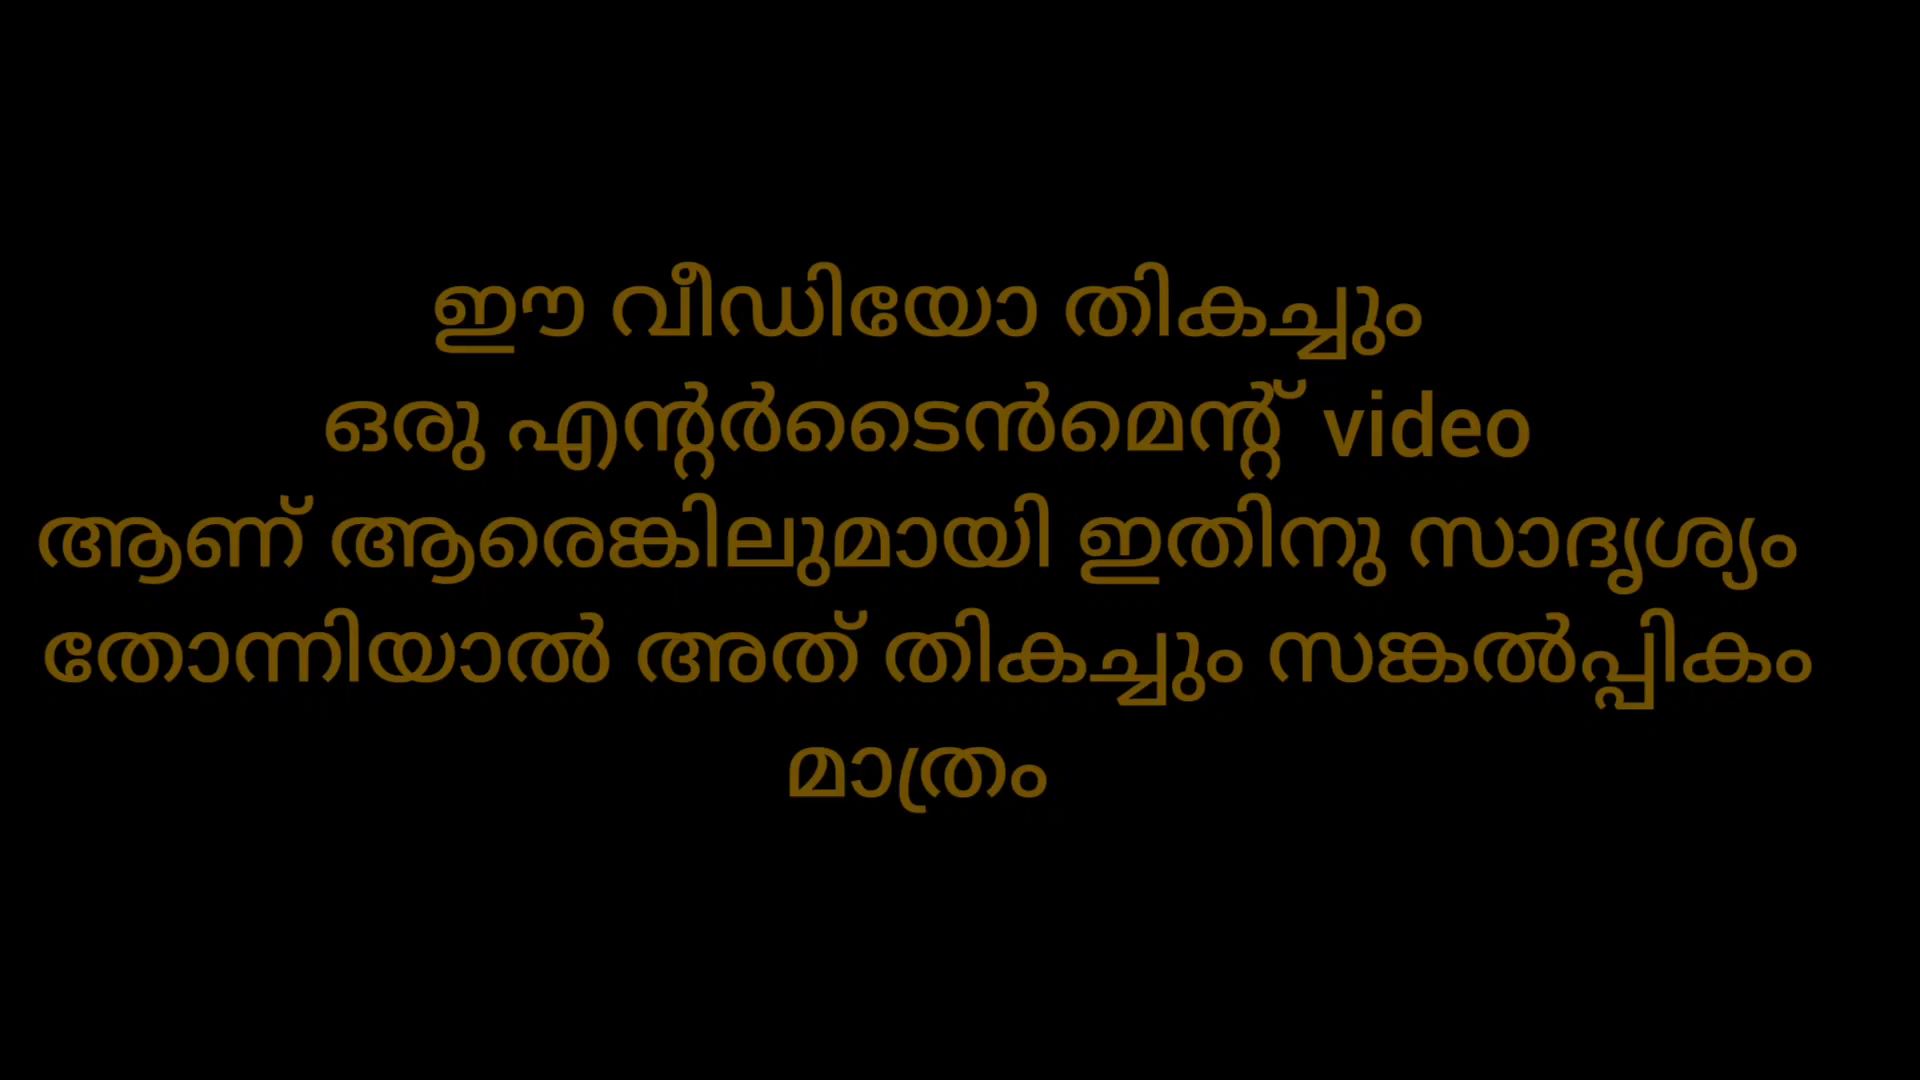 ഈ വീഡിയോ തികച്ചും
ഒരു എന്റർടൈൻമെന്റ് video
ആണ് ആരെങ്കിലുമായി ഇതിനു സാദൃശ്യം
തോന്നിയാൽ അത് തികച്ചും സങ്കൽപ്പികം
മാത്രം